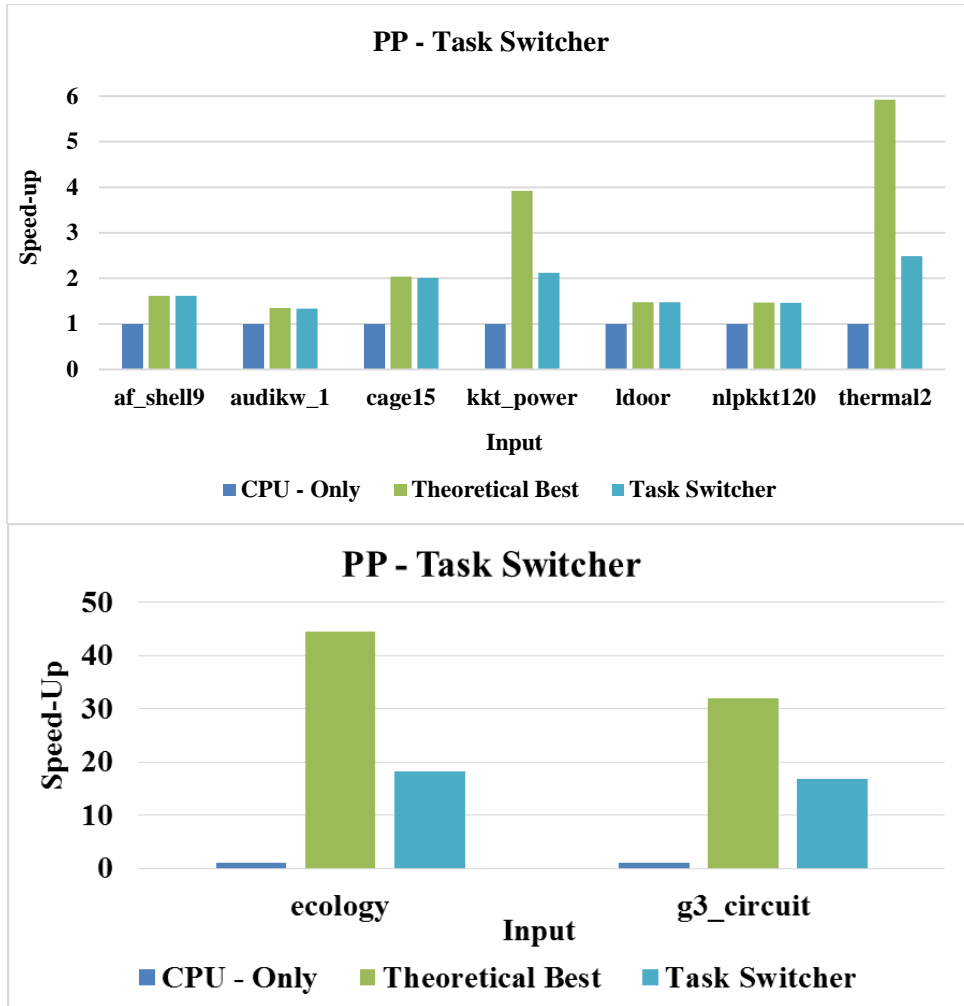 PP - Task Switcher
6
5
4
3
2
1
0
Speed-up
af_shell9 audikw_1 cage15 kkt_power ldoor nlpkkt120 thermal2
Input
CPU - Only Theoretical Best Task Switcher
PP - Task Switcher
50
40
30
20
10
0
Speed-Up
ecology g3_circuit
Input
CPU - Only Theoretical Best Task Switcher